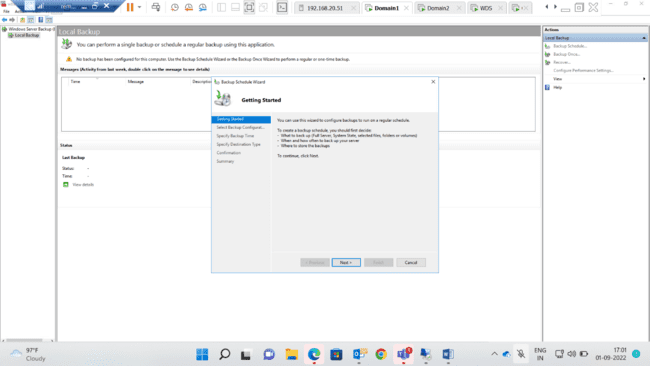 192.168.20.51
Domain1
Domain2
WDS
Windows Server Backup (L
Local Backup
Local Backup
You can perform a single backup or schedule a regular backup using this application.
No backup has been configured for this computer. Use the Backup Schedule Wizard or the Backup Once Wizard to perform a regular or one-time backup.
Messages (Activity from last week, double click on the message to see details)
Time
Message
Description
Status
Last Backup
Status: -
Time: -
View details
Backup Schedule Wizard
Getting Started
Getting Started
Select Backup Configurat...
Specify Backup Time
Specify Destination Type
Confirmation
Summary
You can use this wizard to configure backups to run on a regular schedule.
To create a backup schedule, you should first decide:
- What to back up (Full Server, System State, selected files, folders or volumes)
- When and how often to back up your server
- Where to store the backups
To continue, click Next.
< Previous
Next >
Cancel
Actions
Local Backup
Backup Schedule...
Backup Once...
Recover...
Configure Performance Settings...
View
Help
97°F
Cloudy
ENG
IN
17:01
01-09-2022